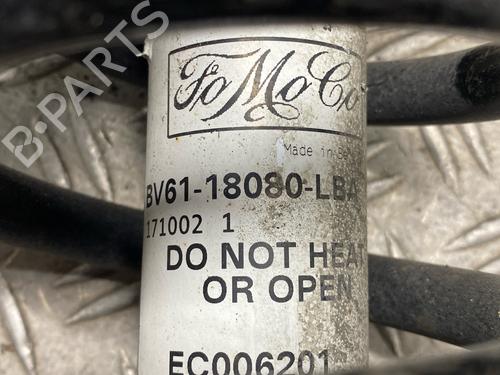 FoMoCo
Made in
BV61-18080-LBA
171002 1
DO NOT HEAT
OR OPEN
EC006201
B-PARTS